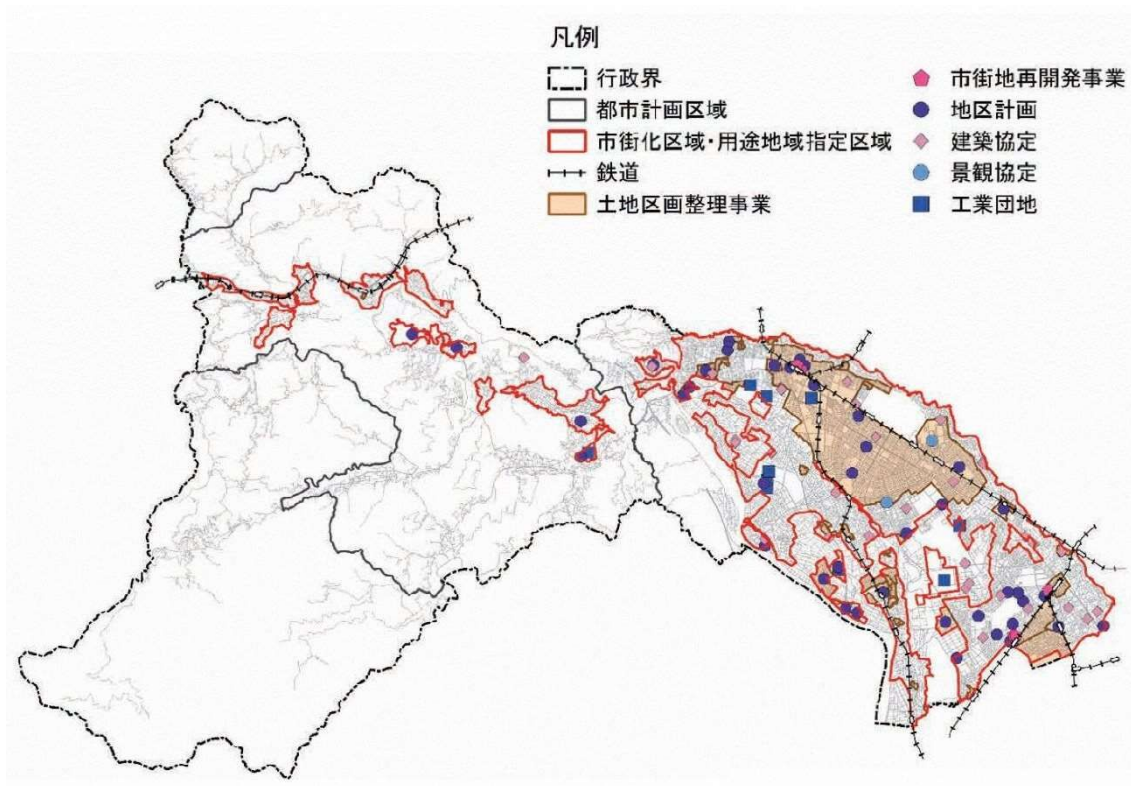 凡例
行政界
都市計画区域
市街化区域・用途地域指定区域
鉄道
土地区画整理事業
市街地再開発事業
地区計画
建築協定
景観協定
工業団地